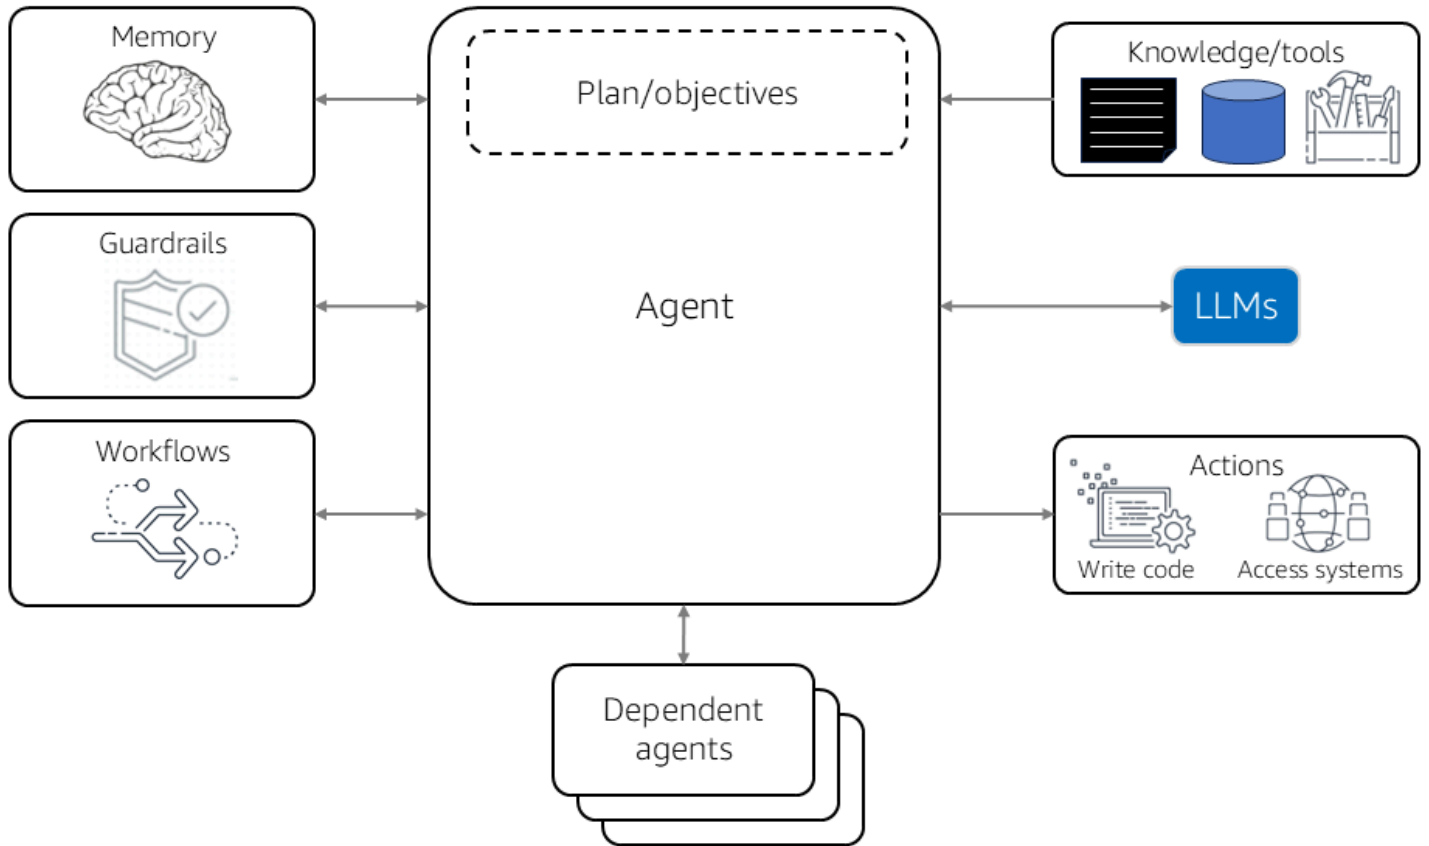 Memory
Plan/objectives
Knowledge/tools
Guardrails
Agent
LLMs
Workflows
Actions
Write code
Access systems
Dependent
agents